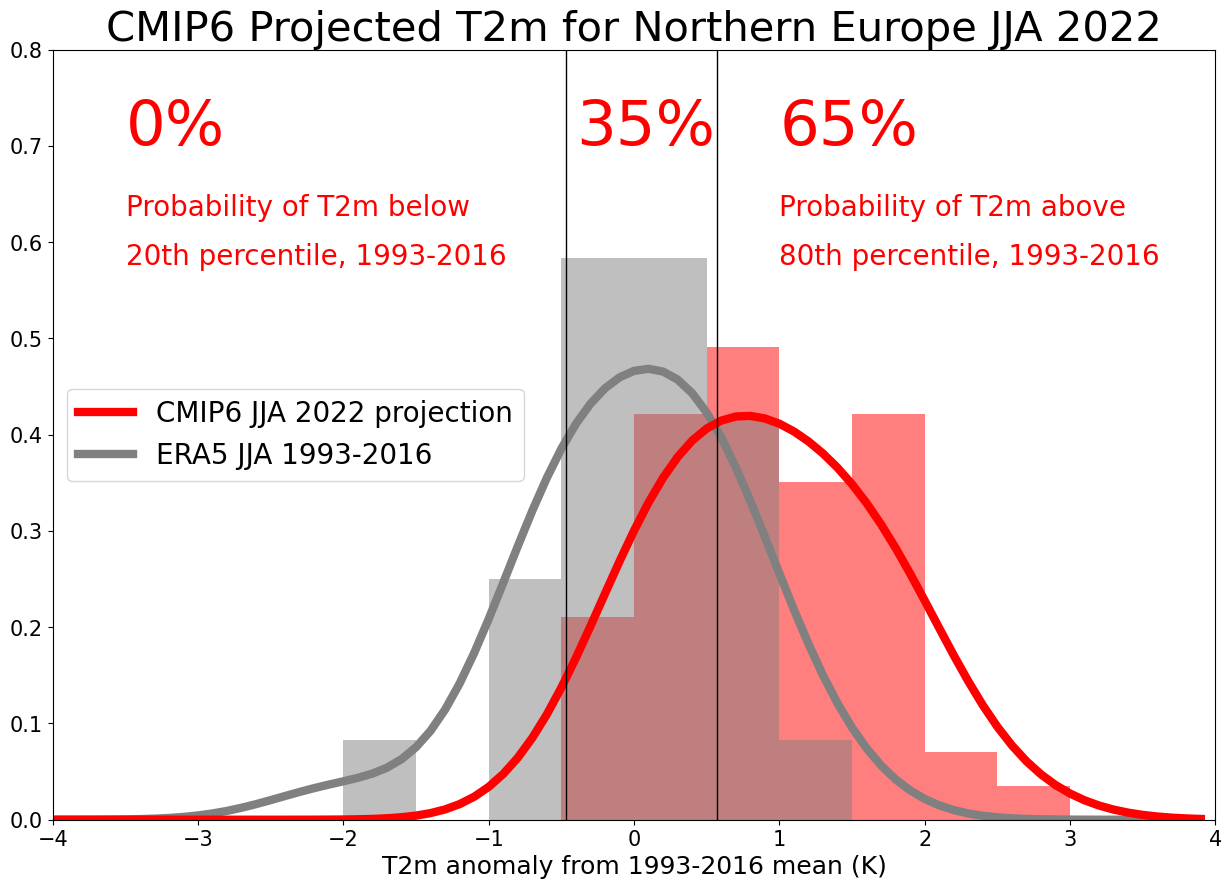 CMIP6 Projected T2m for Northern Europe JJA 2022
0.8
0.7
0.6
0.5
0.4
0.3
0.2
0.1
0.0
0%
35%
65%
Probability of T2m below
20th percentile, 1993-2016
Probability of T2m above
80th percentile, 1993-2016
CMIP6 JJA 2022 projection
ERA5 JJA 1993-2016
−4 −3 −2 −1 0 1 2 3 4
T2m anomaly from 1993-2016 mean (K)